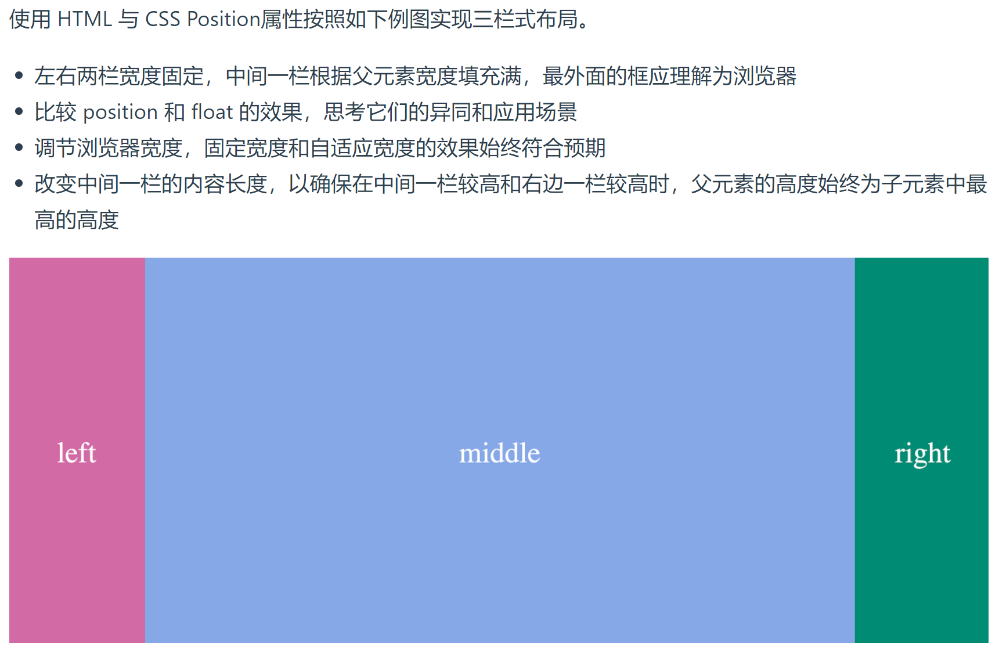 使用 HTML 与 CSS Position属性按照如下例图实现三栏式布局。
左右两栏宽度固定，中间一栏根据父元素宽度填充满，最外面的框应理解为浏览器
比较 position 和 float 的效果，思考它们的异同和应用场景
调节浏览器宽度，固定宽度和自适应宽度的效果始终符合预期
改变中间一栏的内容长度，以确保在中间一栏较高和右边一栏较高时，父元素的高度始终为子元素中最
高的高度
left
middle
right